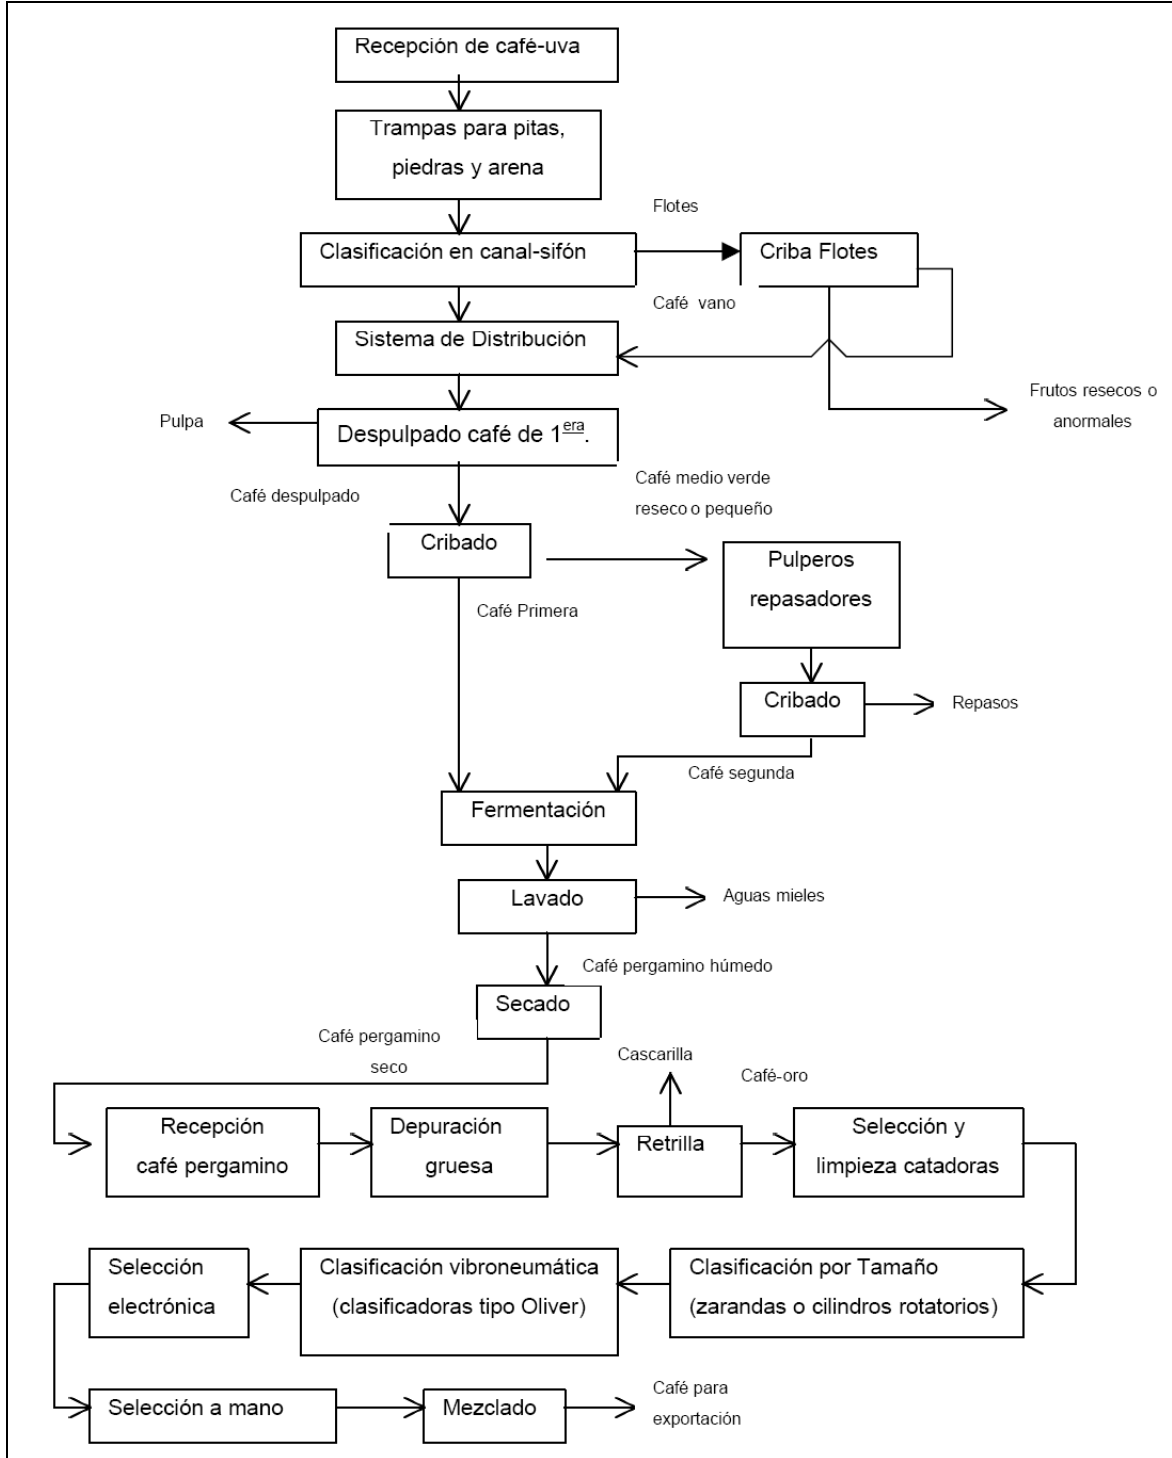 Recepción de café-uva
Trampas para pitas,
piedras y arena
Flotes
Clasificación en canal-sifón
Criba Flotes
Café vano
Sistema de Distribución
Pulpa
Frutos resecos o
anormales
Despulpado café de 1era.
Café despulpado
Café medio verde
reseco o pequeño
Cribado
Pulperos
repasadores
Café Primera
Cribado
Repasos
Café segunda
Fermentación
Lavado
Aguas mieles
Café pergamino húmedo
Secado
Café pergamino
seco
Cascarilla
Café-oro
Recepción
café pergamino
Depuración
gruesa
Retrilla
Selección y
limpieza catadoras
Selección
electrónica
Clasificación vibroneumática
(clasificadoras tipo Oliver)
Clasificación por Tamaño
(zarandas o cilindros rotatorios)
Selección a mano
Mezclado
Café para
exportación